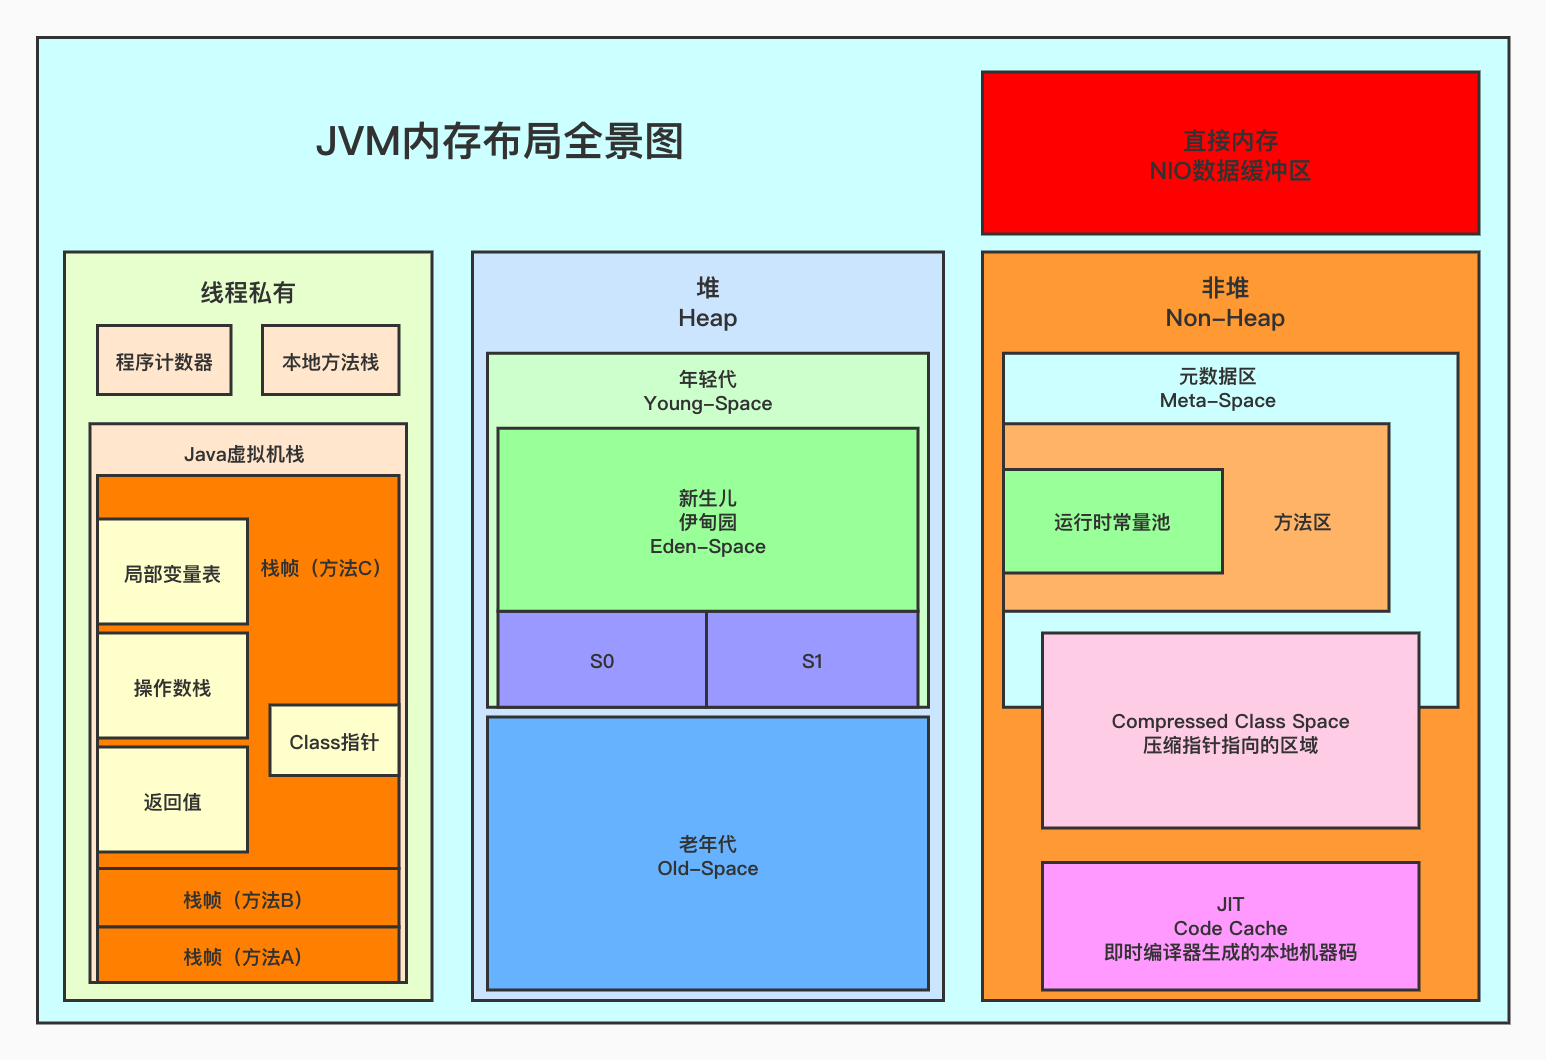 JVM内存布局全景图
直接内存
NIO数据缓冲区
线程私有
程序计数器
本地方法栈
Java虚拟机栈
局部变量表
栈帧（方法C）
操作数栈
Class指针
返回值
栈帧（方法B）
栈帧（方法A）
堆
Heap
年轻代
Young-Space
新生儿
伊甸园
Eden-Space
S0
S1
老年代
Old-Space
非堆
Non-Heap
元数据区
Meta-Space
运行时常量池
方法区
Compressed Class Space
压缩指针指向的区域
JIT
Code Cache
即时编译器生成的本地机器码